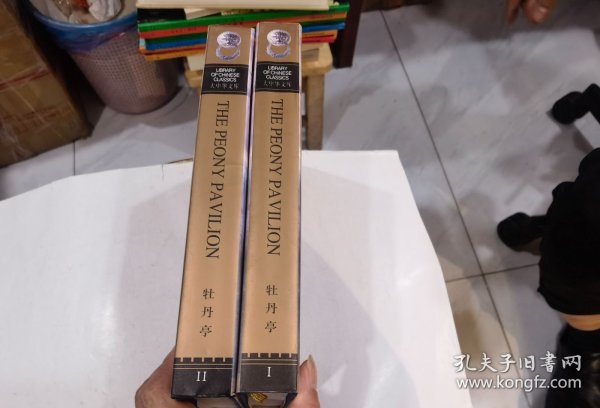 LIBRARY
OF CHINESE
CLASSICS
大中华文库
THE PEONY PAVILION
牡丹亭
II
LIBRARY
OF CHINESE
CLASSICS
大中华文库
THE PEONY PAVILION
牡丹亭
I
孔夫子旧书网
www.kongfz.com